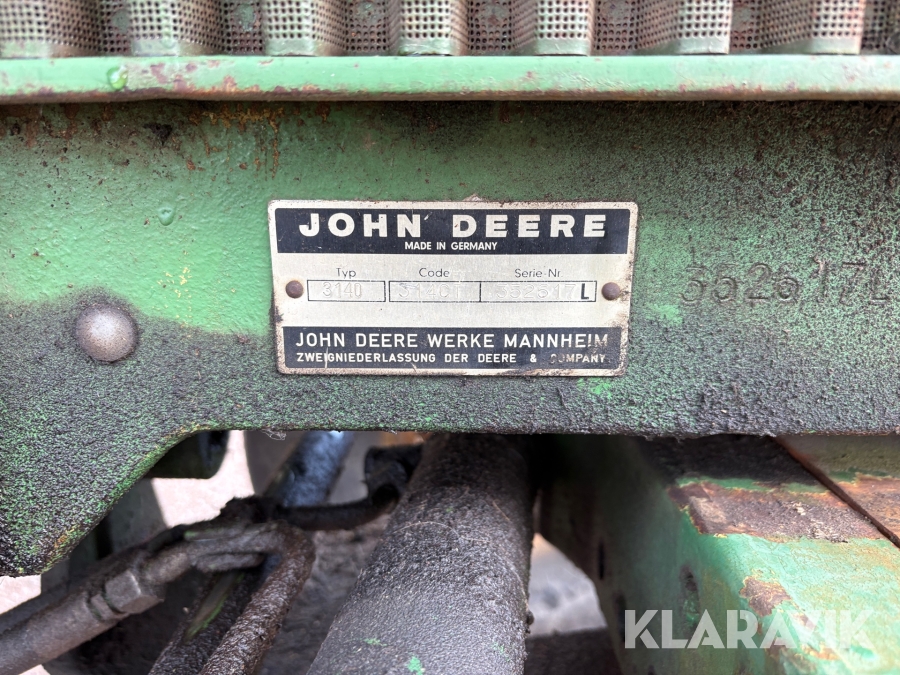 JOHN DEERE
MADE IN GERMANY
Typ Code Serie-Nr
3140 L
JOHN DEERE WERKE MANNHEIM
ZWEIGNIEDERLASSUNG DER DEERE & COMPANY
KLARAVIK